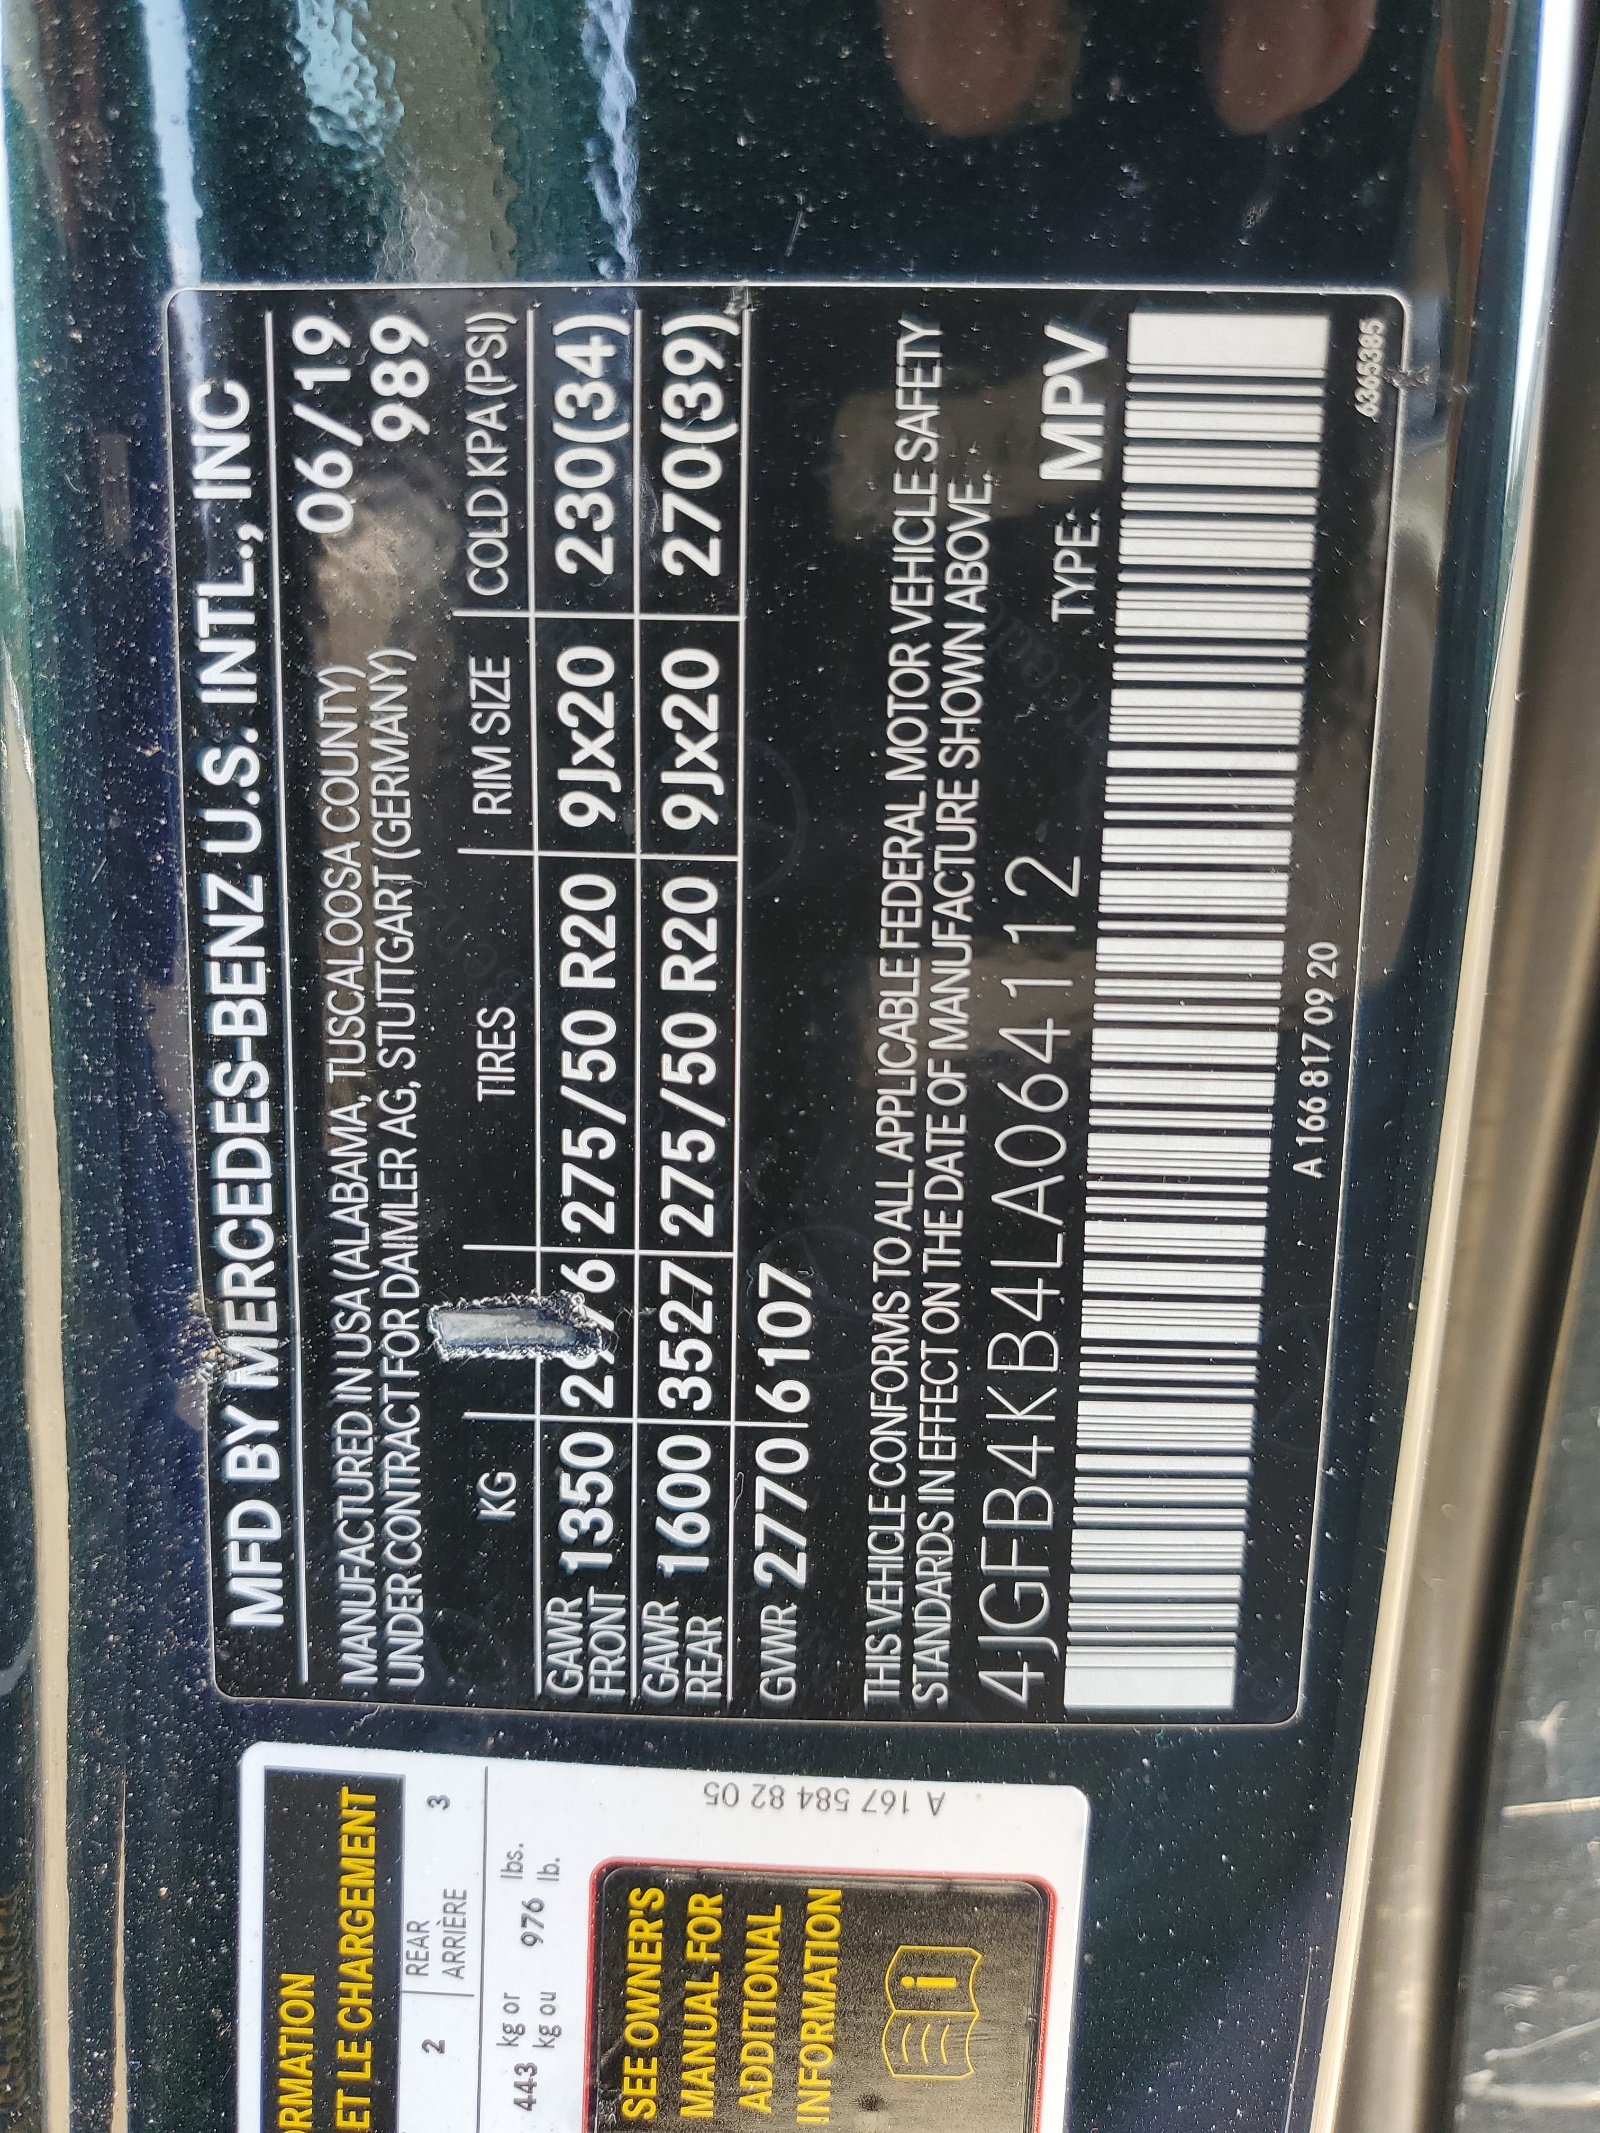 MFD BY MERCEDES-BENZ U.S. INTL., INC
MANUFACTURED IN USA (ALABAMA, TUSCALOOSA COUNTY) 06/19
UNDER CONTRACT FOR DAIMLER AG, STUTTGART (GERMANY) 989
KG TIRES RIM SIZE COLD KPA (PSI)
GAWR
FRONT 1350 275/50 R20 9Jx20 230(34)
GAWR
REAR 1600 3527 275/50 R20 9Jx20 270(39)
GVWR 2770 6107
THIS VEHICLE CONFORMS TO ALL APPLICABLE FEDERAL MOTOR VEHICLE SAFETY
STANDARDS IN EFFECT ON THE DATE OF MANUFACTURE SHOWN ABOVE.
4JGFB4KB4LA064112 TYPE: MPV
A 166 817 09 20 6365385
ET LE CHARGEMENT
2 REAR 3
ARRIÈRE
443 kg or 976 lbs.
kg ou lb.
SEE OWNER'S
MANUAL FOR
ADDITIONAL
INFORMATION
A 167 584 82 05